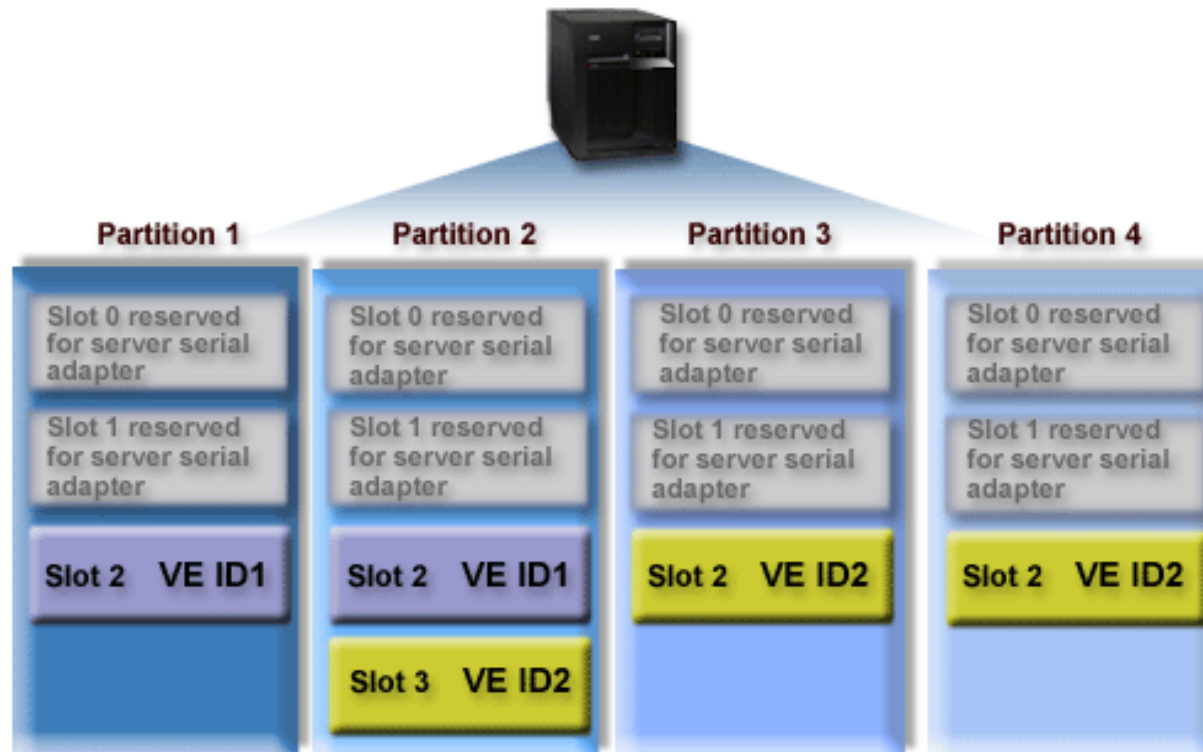 Partition 1
Slot 0 reserved
for server serial
adapter
Slot 1 reserved
for server serial
adapter
Slot 2 VE ID1
Partition 2
Slot 0 reserved
for server serial
adapter
Slot 1 reserved
for server serial
adapter
Slot 2 VE ID1
Slot 3 VE ID2
Partition 3
Slot 0 reserved
for server serial
adapter
Slot 1 reserved
for server serial
adapter
Slot 2 VE ID2
Partition 4
Slot 0 reserved
for server serial
adapter
Slot 1 reserved
for server serial
adapter
Slot 2 VE ID2